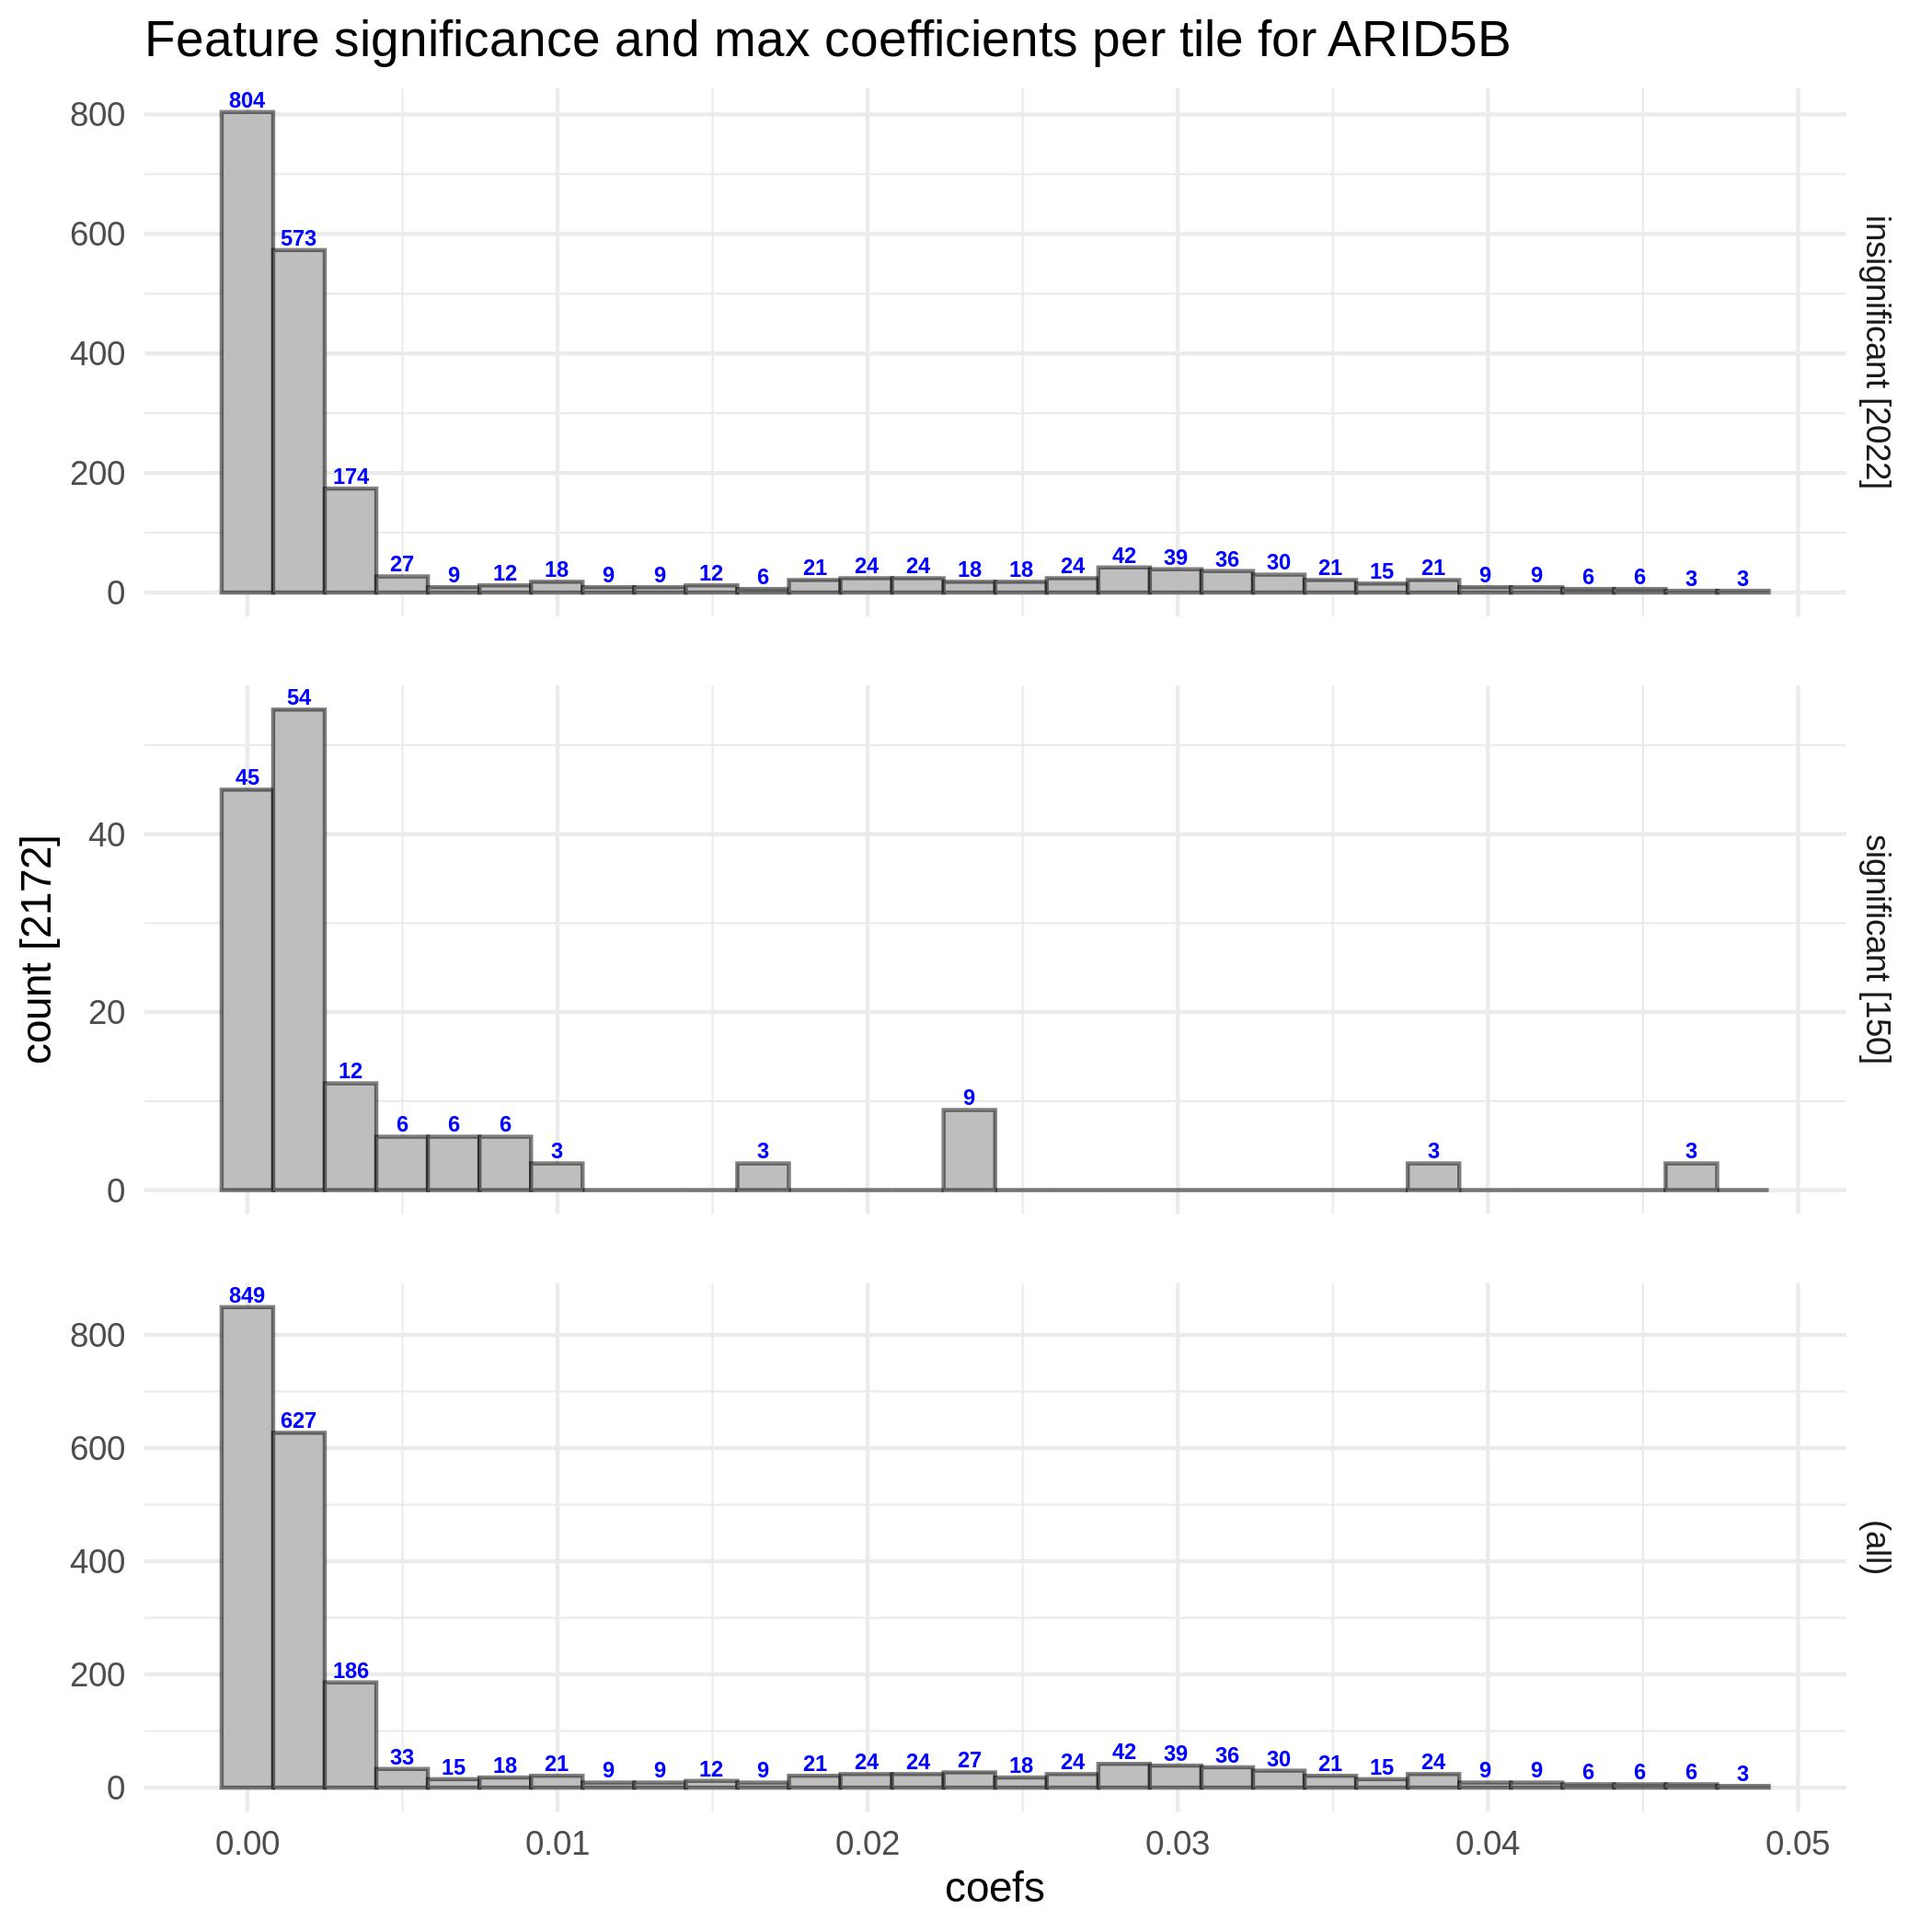 Feature significance and max coefficients per tile for ARID5B
804
800
573
600
400
174
200
27 9 12 18 9 9 12 6 21 24 24 18 18 24 42 39 36 30 21 15 21 9 9 6 6 3 3
0
insignificant [2022]
54
45
40
20
12
6 6 6 3 3 9 3 3
0
significant [150]
count [2172]
849
800
627
600
400
186
200
33 15 18 21 9 9 12 9 21 24 24 27 18 24 42 39 36 30 21 15 24 9 9 6 6 6 3
0
(all)
0.00 0.01 0.02 0.03 0.04 0.05
coefs